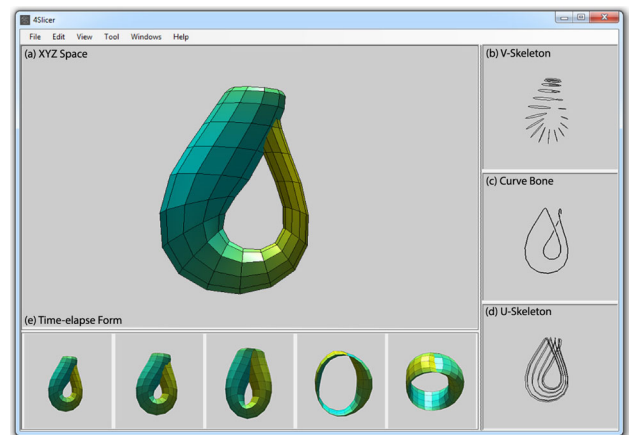 4Slicer
File Edit View Tool Windows Help
(a) XYZ Space
(b) V-Skeleton
(c) Curve Bone
(d) U-Skeleton
(e) Time-elapse Form